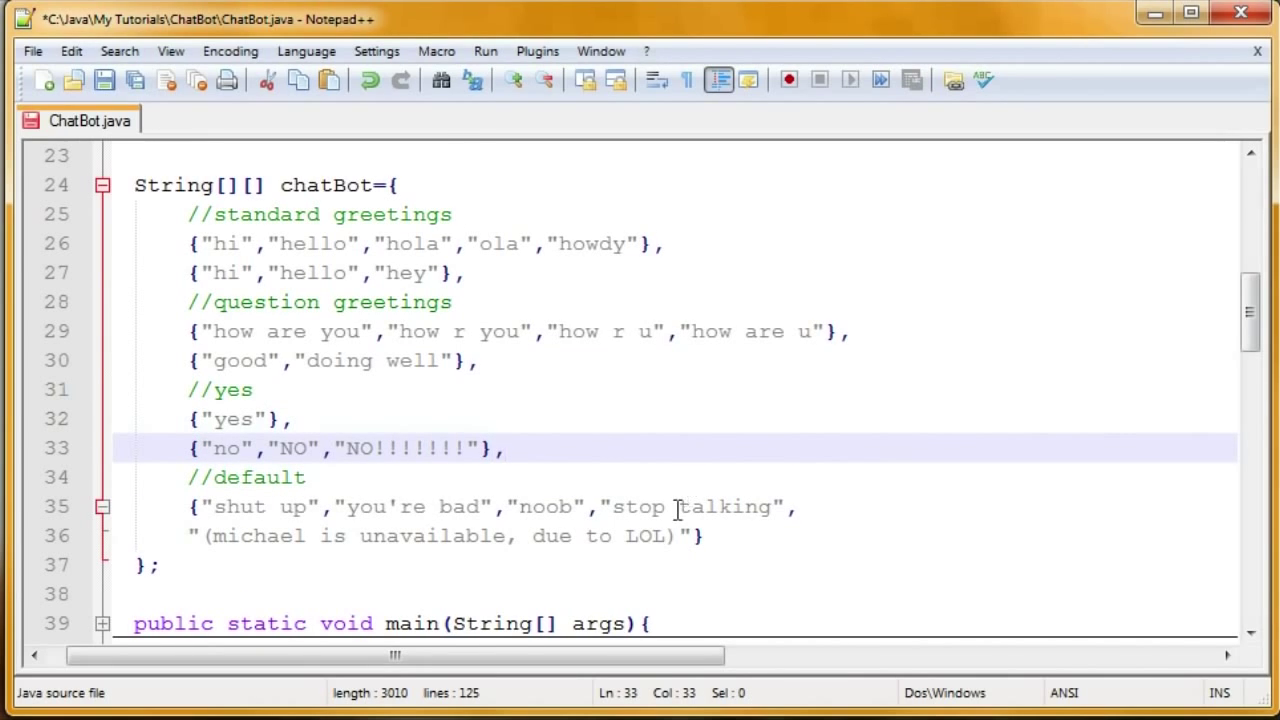 *C:\Java\My Tutorials\ChatBot\ChatBot.java - Notepad++
File Edit Search View Encoding Language Settings Macro Run Plugins Window ? X
ABC
ChatBot.java
23
24 String[][] chatBot={
25 //standard greetings
26 {"hi","hello","hola","ola","howdy"},
27 {"hi","hello","hey"},
28 //question greetings
29 {"how are you","how r you","how r u","how are u"},
30 {"good","doing well"},
31 //yes
32 {"yes"},
33 {"no","NO","NO!!!!!!!"},
34 //default
35 {"shut up","you're bad","noob","stop talking",
36 "(michael is unavailable, due to LOL)"}
37 };
38
39 public static void main(String[] args){
Java source file length : 3010 lines : 125 Ln : 33 Col : 33 Sel : 0 Dos\Windows ANSI INS